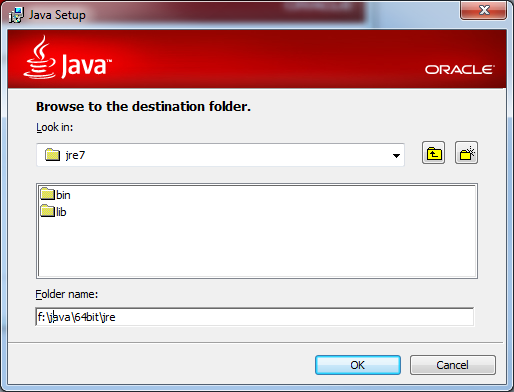 Java Setup
Java™
ORACLE
Browse to the destination folder.
Look in:
jre7
bin
lib
Folder name:
f:\java\64bit\jre
OK
Cancel